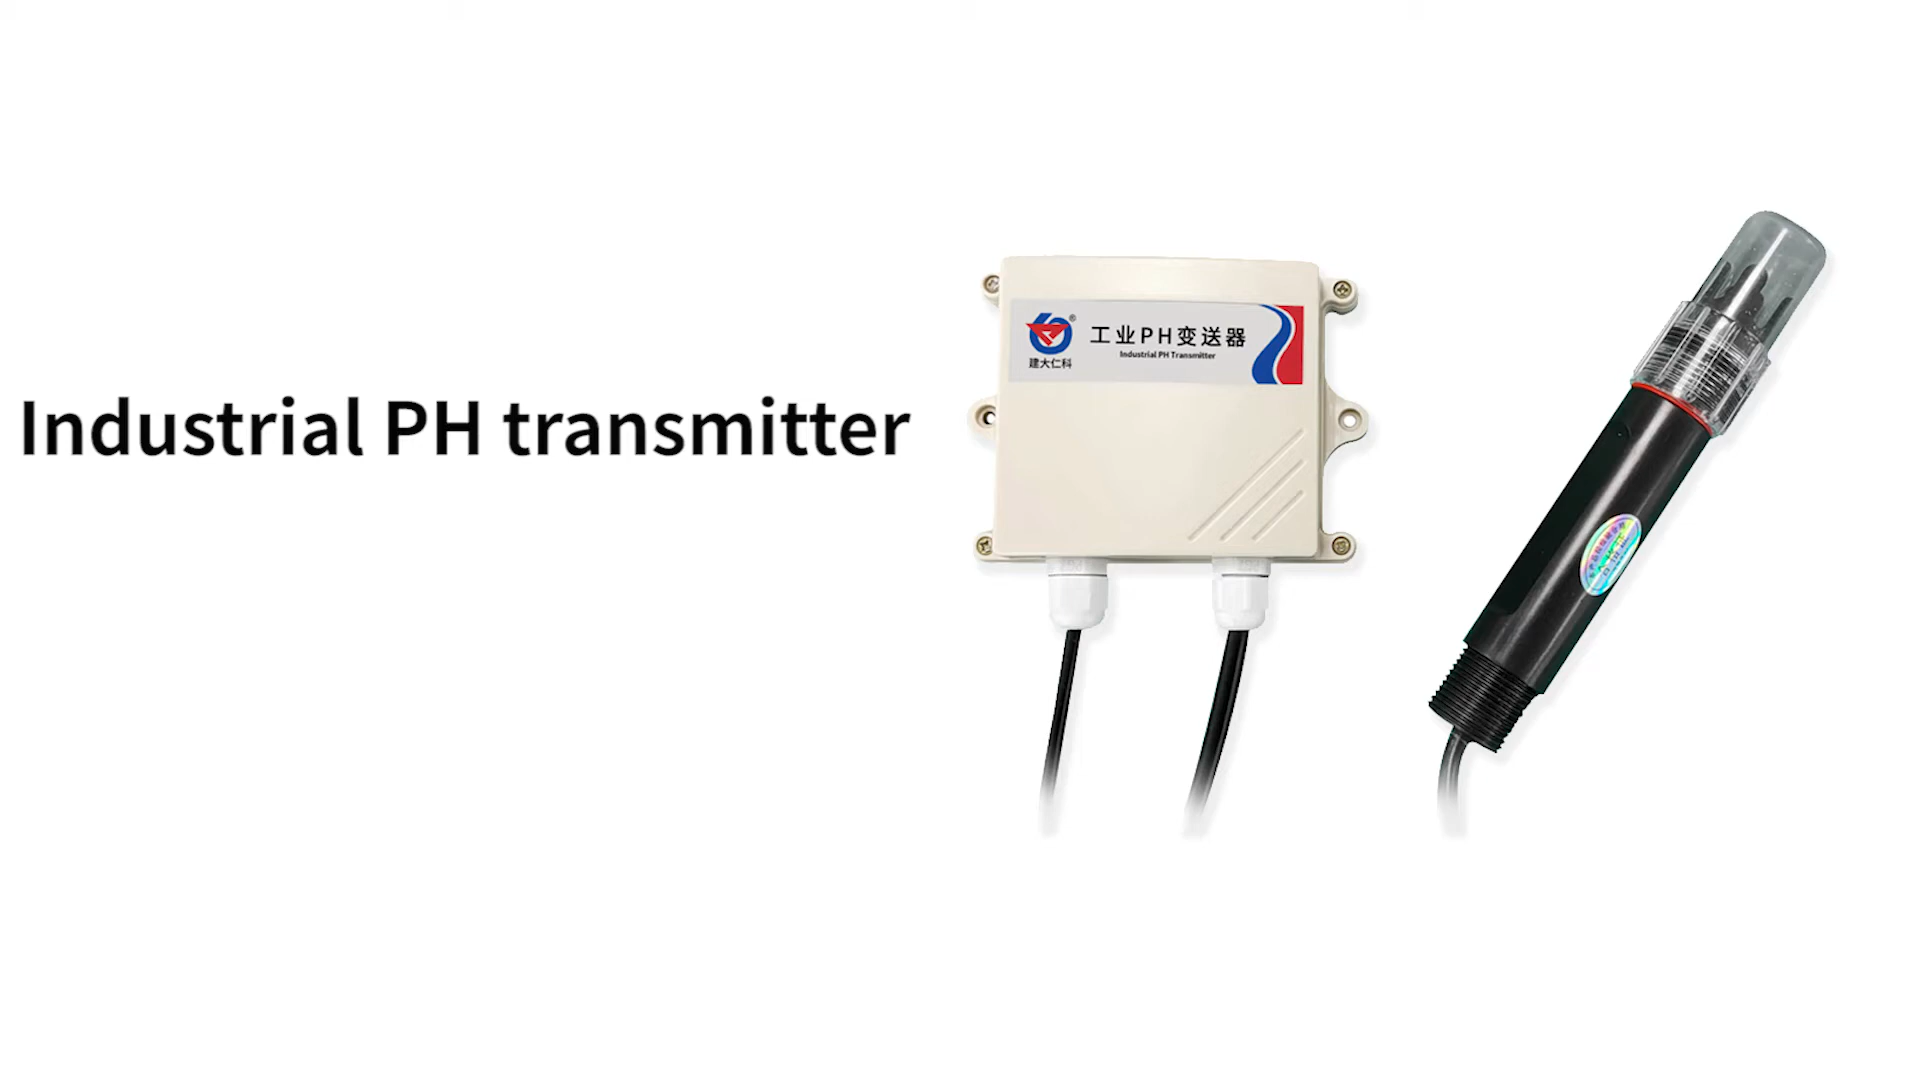 Industrial PH transmitter
建大仁科
®
工业PH变送器
Industrial PH Transmitter